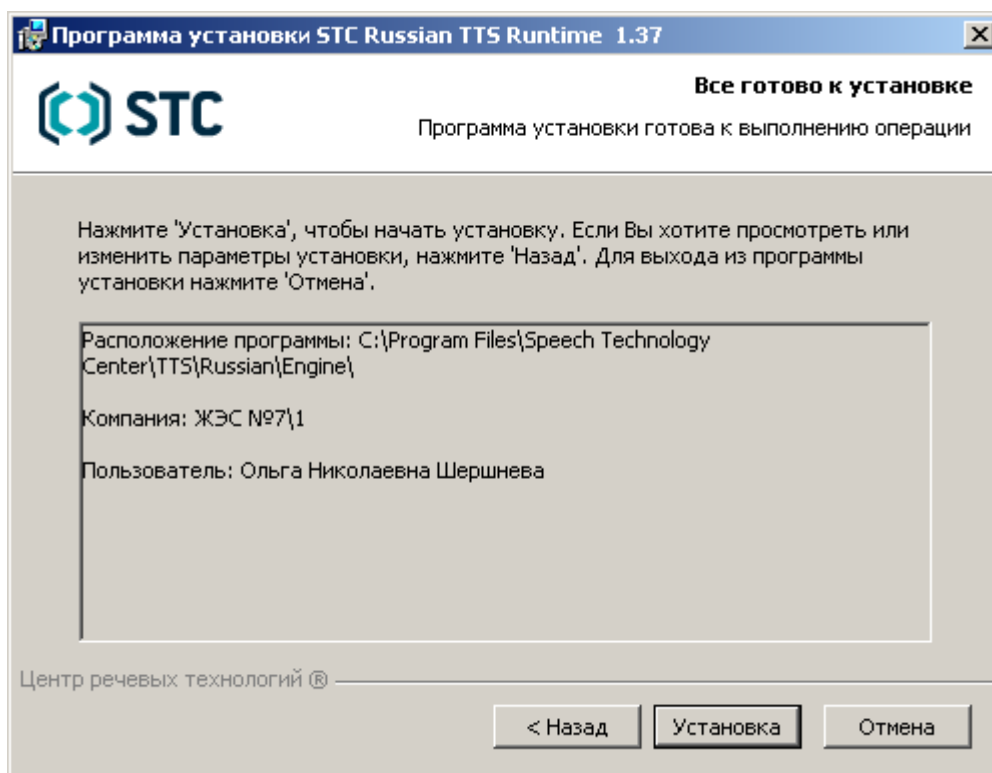 Программа установки STC Russian TTS Runtime 1.37
STC
Все готово к установке
Программа установки готова к выполнению операции
Нажмите 'Установка', чтобы начать установку. Если Вы хотите просмотреть или
изменить параметры установки, нажмите 'Назад'. Для выхода из программы
установки нажмите 'Отмена'.
Расположение программы: C:\Program Files\Speech Technology
Center\TTS\Russian\Engine\
Компания: ЖЭС №7\1
Пользователь: Ольга Николаевна Шершнева
Центр речевых технологий ®
< Назад
Установка
Отмена